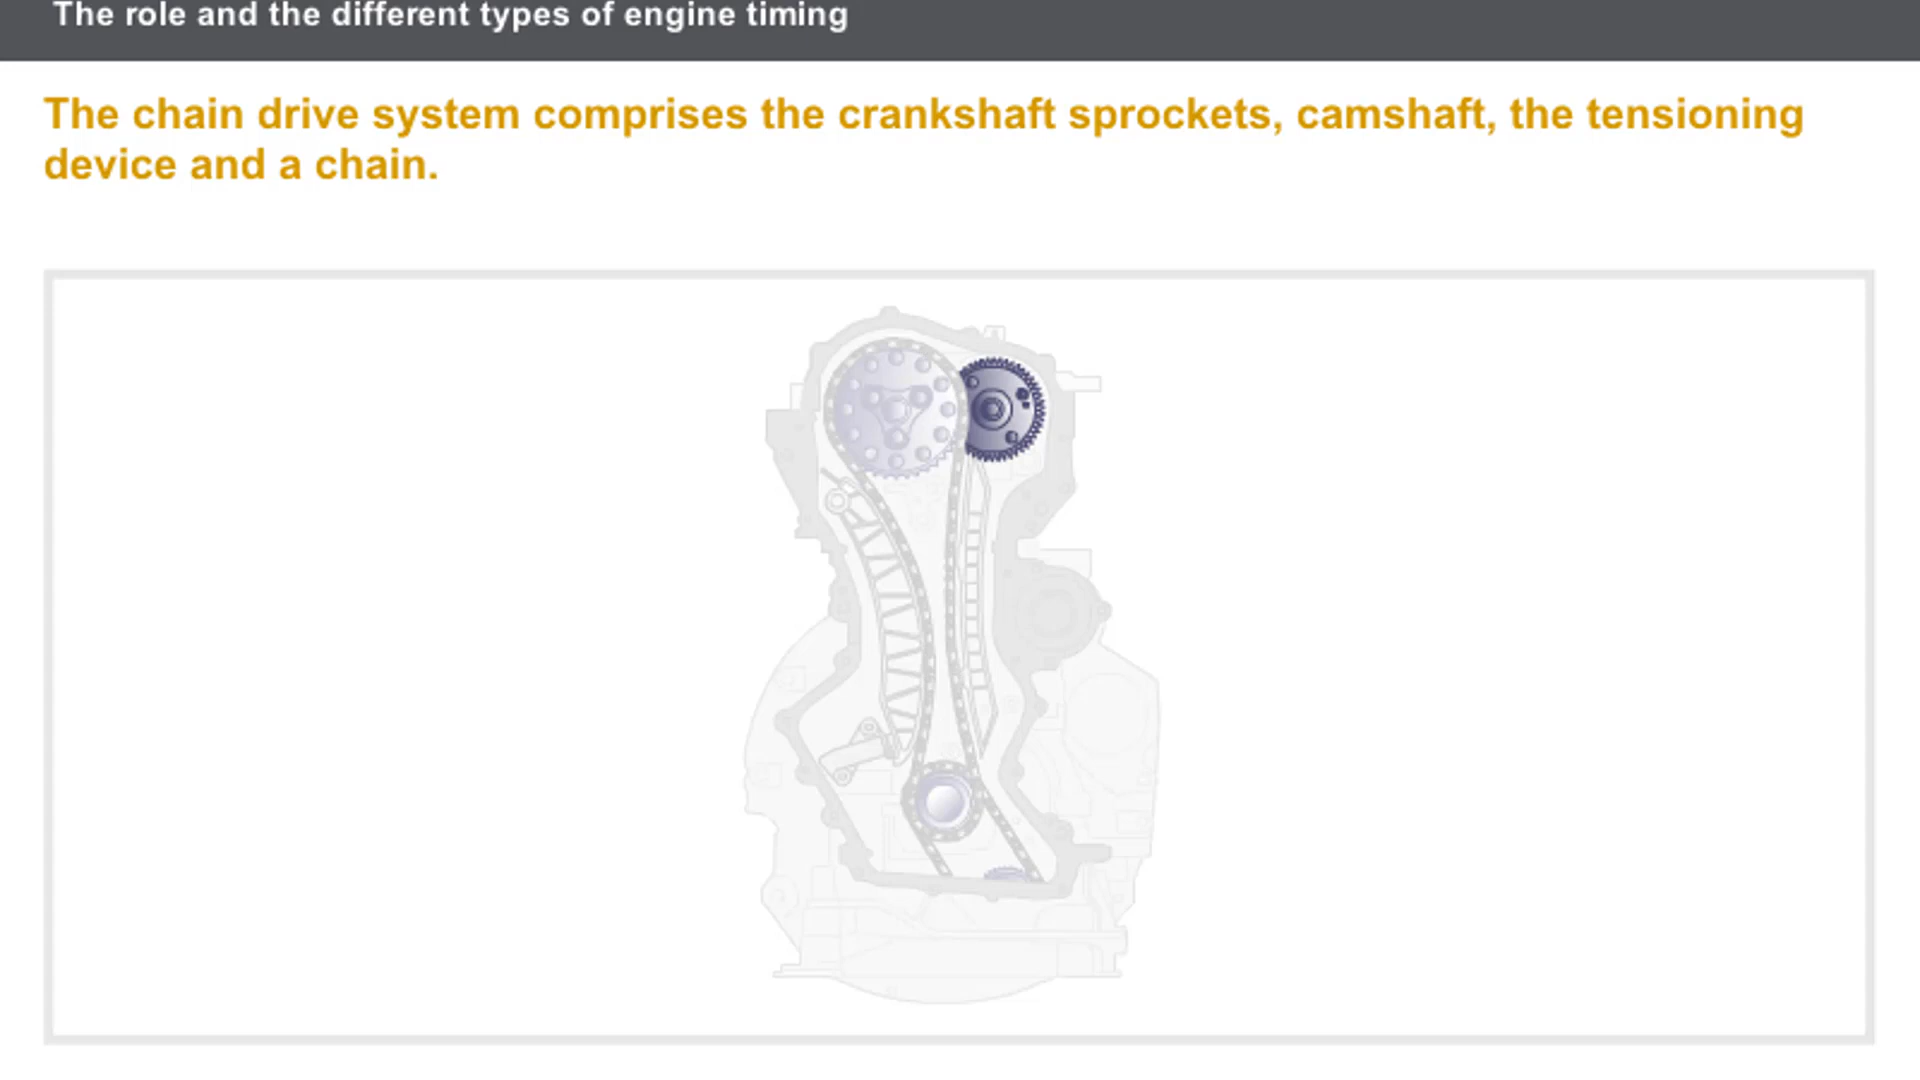 The role and the different types of engine timing
The chain drive system comprises the crankshaft sprockets, camshaft, the tensioning
device and a chain.